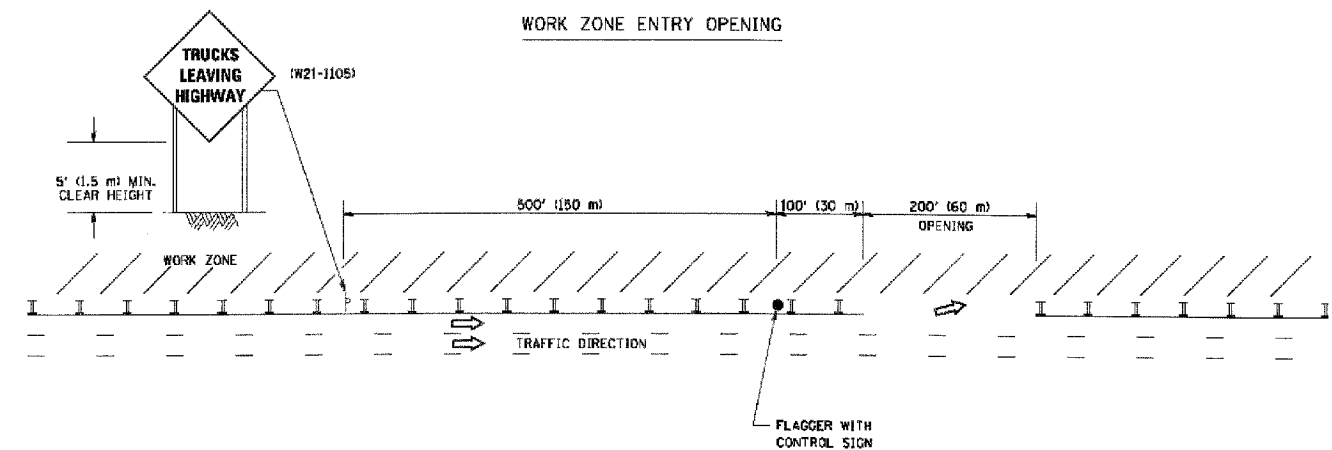 WORK ZONE ENTRY OPENING
TRUCKS
LEAVING
HIGHWAY
(W21-I105)
5' (1.5 m) MIN.
CLEAR HEIGHT
500' (150 m)
100' (30 m)
200' (60 m)
OPENING
WORK ZONE
TRAFFIC DIRECTION
FLAGGER WITH
CONTROL SIGN